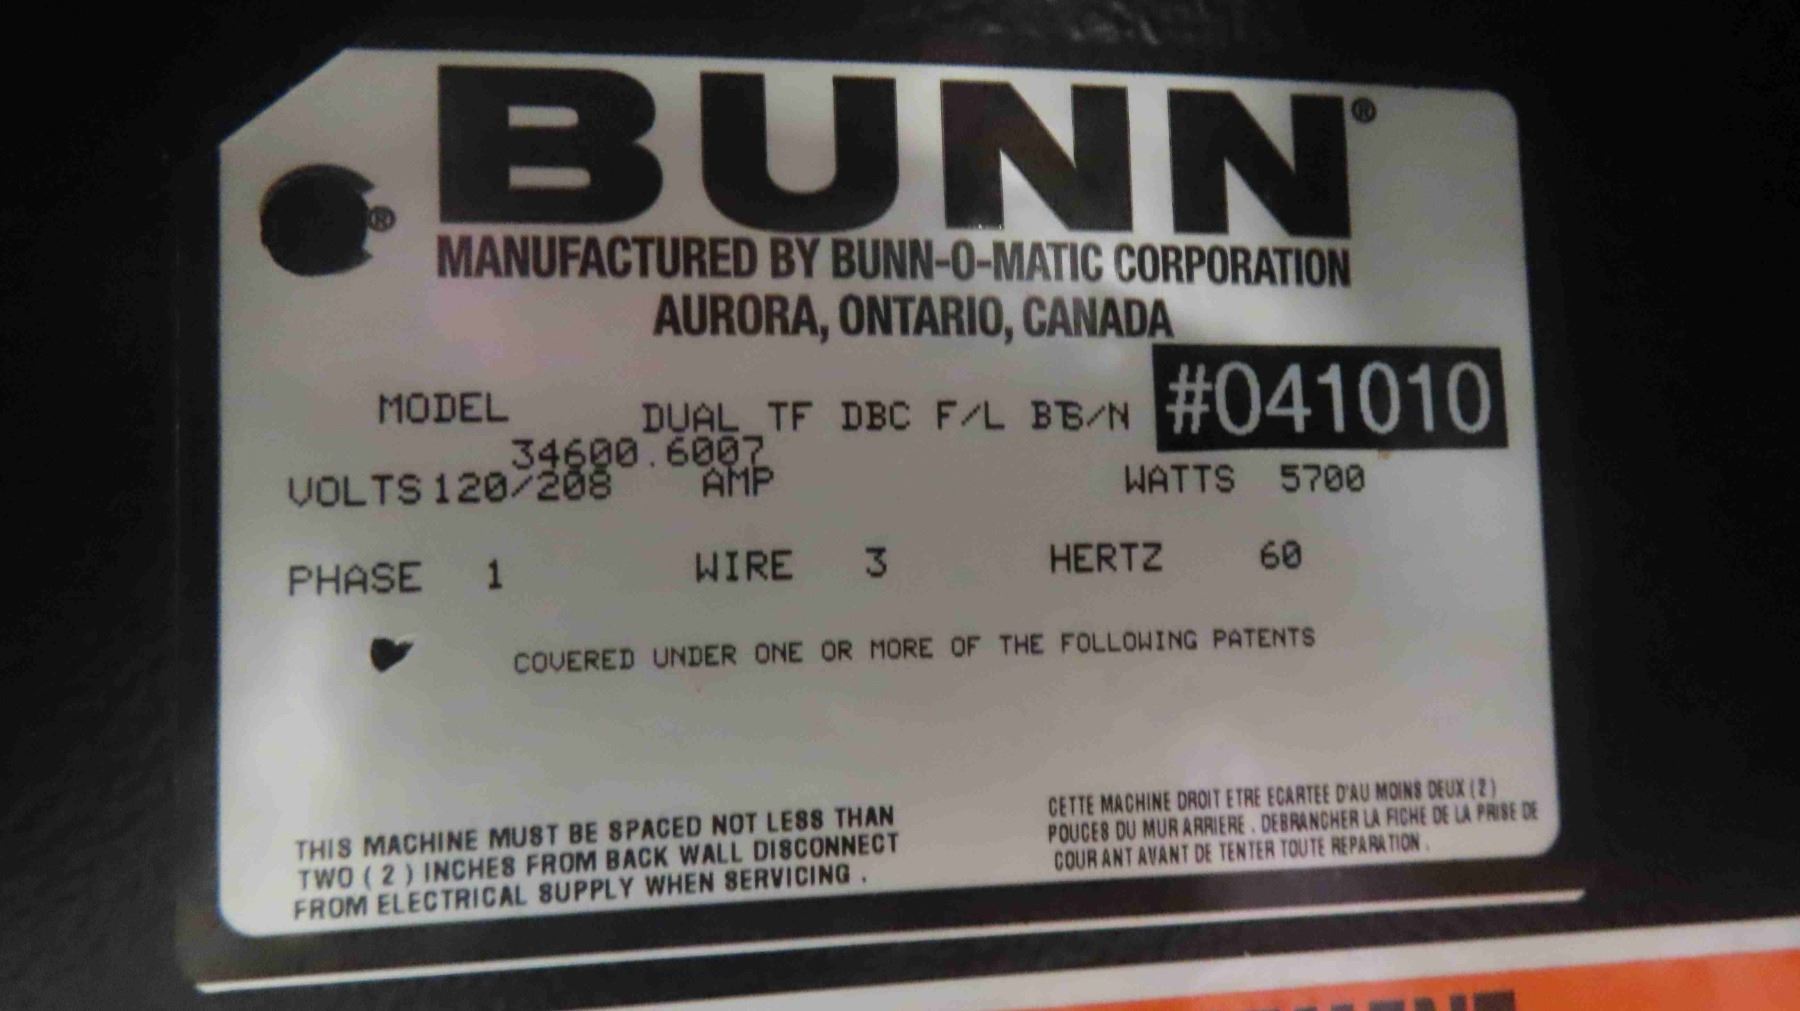 BUNN®
®
MANUFACTURED BY BUNN-O-MATIC CORPORATION
AURORA, ONTARIO, CANADA
MODEL DUAL TF DBC F/L S/N #041010
34600.6007
VOLTS 120/208 AMP WATTS 5700
PHASE 1 WIRE 3 HERTZ 60
COVERED UNDER ONE OR MORE OF THE FOLLOWING PATENTS
THIS MACHINE MUST BE SPACED NOT LESS THAN
TWO ( 2 ) INCHES FROM BACK WALL DISCONNECT
FROM ELECTRICAL SUPPLY WHEN SERVICING .
CETTE MACHINE DROIT ETRE ECARTEE D'AU MOINS DEUX ( 2 )
POUCES DU MUR ARRIERE . DEBRANCHER LA FICHE DE LA PRISE DE
COURANT AVANT DE TENTER TOUTE REPARATION .